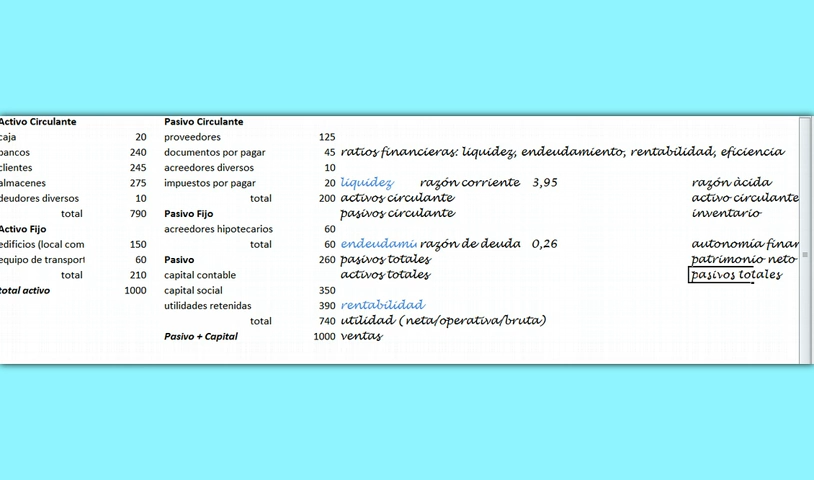 Activo Circulante Pasivo Circulante
caja 20 proveedores 125
bancos 240 documentos por pagar 45 ratios financieras: liquidez, endeudamiento, rentabilidad, eficiencia
clientes 245 acreedores diversos 10
almacenes 275 impuestos por pagar 20 liquidez razón corriente 3,95 razón àcida
deudores diversos 10 total 200 activos circulante activo circulante
total 790 Pasivo Fijo pasivos circulante inventario
Activo Fijo acreedores hipotecarios 60
edificios (local com 150 total 60 endeudami razón de deuda 0,26 autonomia finar
equipo de transport 60 Pasivo 260 pasivos totales patrimonio neto
total 210 capital contable activos totales pasivos totales
total activo 1000 capital social 350
utilidades retenidas 390 rentabilidad
total 740 utilidad (neta/operativa/bruta)
Pasivo + Capital 1000 ventas